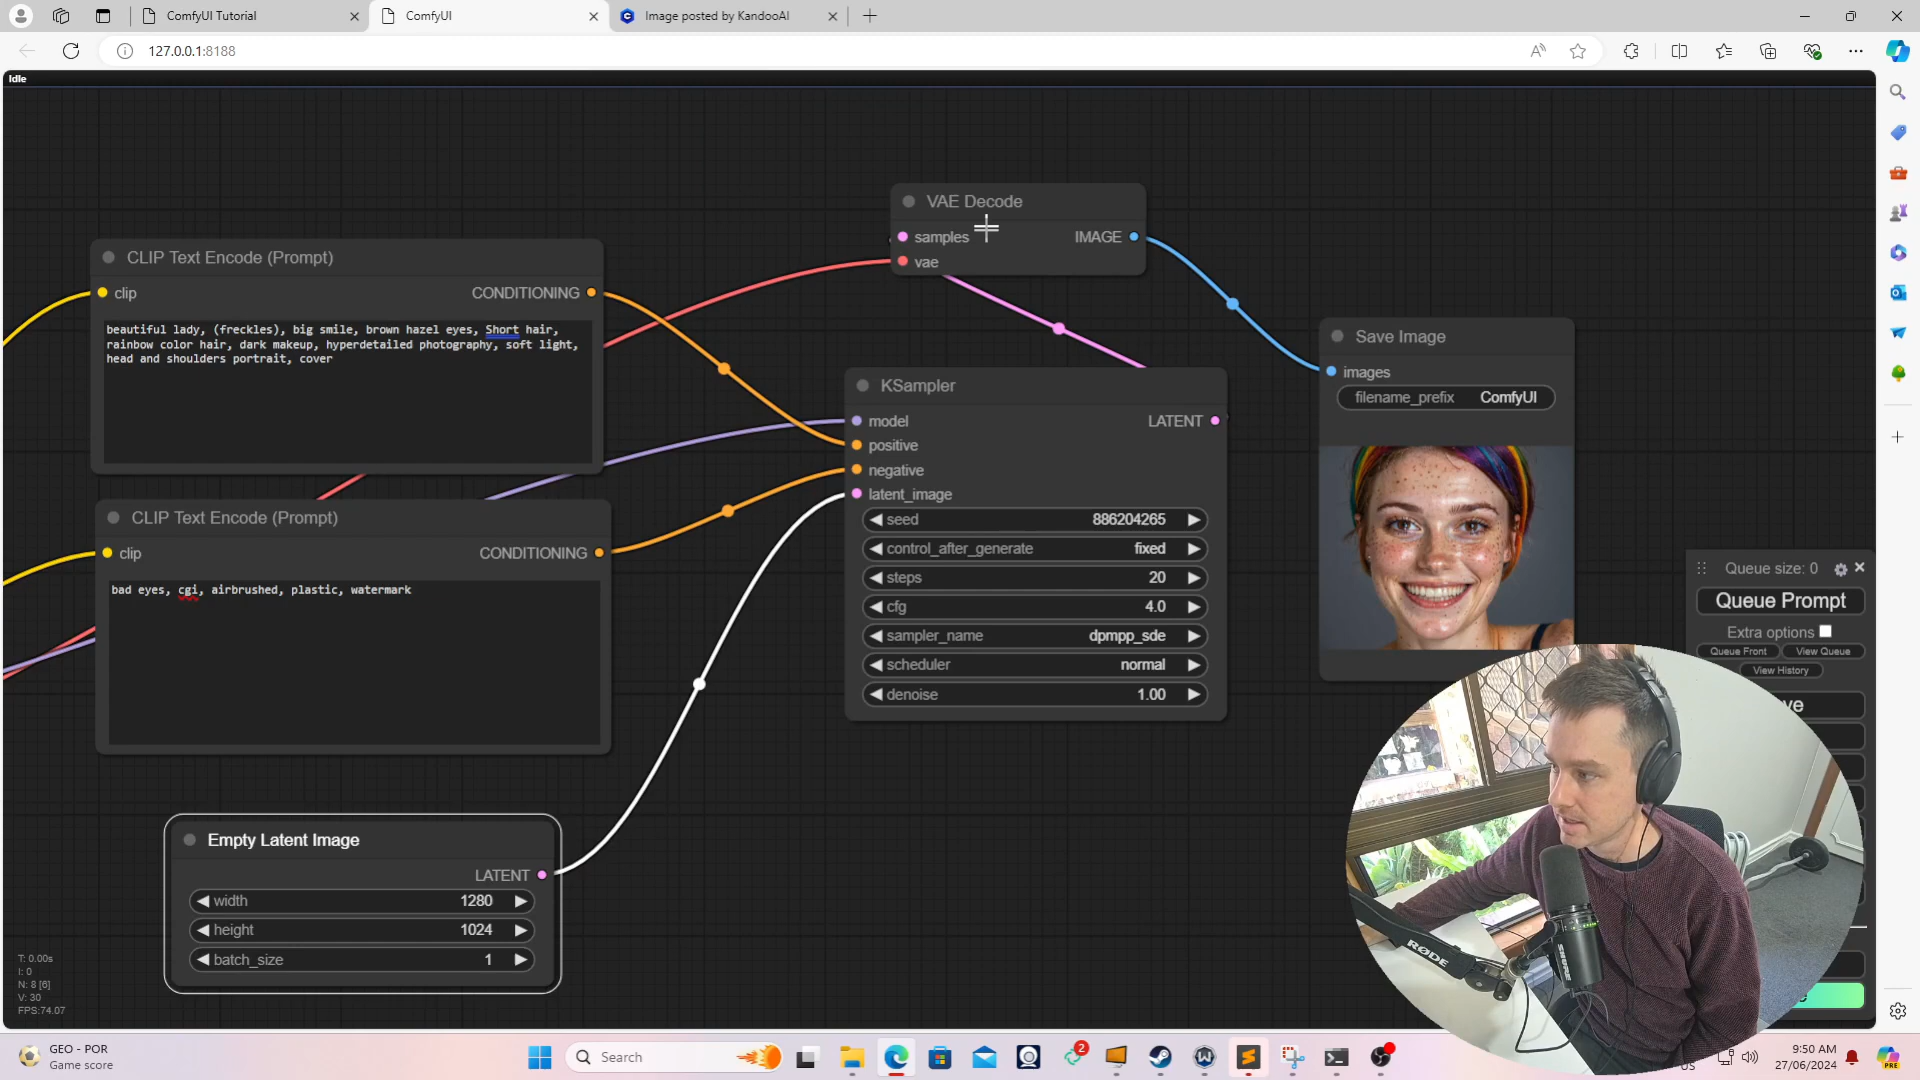 ComfyUI Tutorial
ComfyUI
Image posted by KandooAI
127.0.0.1:8188
Idle
VAE Decode
samples
IMAGE
vae
CLIP Text Encode (Prompt)
clip
CONDITIONING
beautiful lady, (freckles), big smile, brown hazel eyes, Short hair,
rainbow color hair, dark makeup, hyperdetailed photography, soft light,
head and shoulders portrait, cover
Save Image
images
filename_prefix ComfyUI
KSampler
model
LATENT
positive
negative
latent_image
seed 886204265
control_after_generate fixed
steps 20
cfg 4.0
sampler_name dpmpp_sde
scheduler normal
denoise 1.00
CLIP Text Encode (Prompt)
clip
CONDITIONING
bad eyes, cgi, airbrushed, plastic, watermark
Queue size: 0
Queue Prompt
Extra options
Queue Front
View Queue
View History
Empty Latent Image
LATENT
width 1280
height 1024
batch_size 1
T: 0.00s
I: 0
N: 8 [6]
V: 30
FPS:74.07
RØDE
SHURE
GEO - POR
Game score
Search
2
US
9:50 AM
27/06/2024
PRE